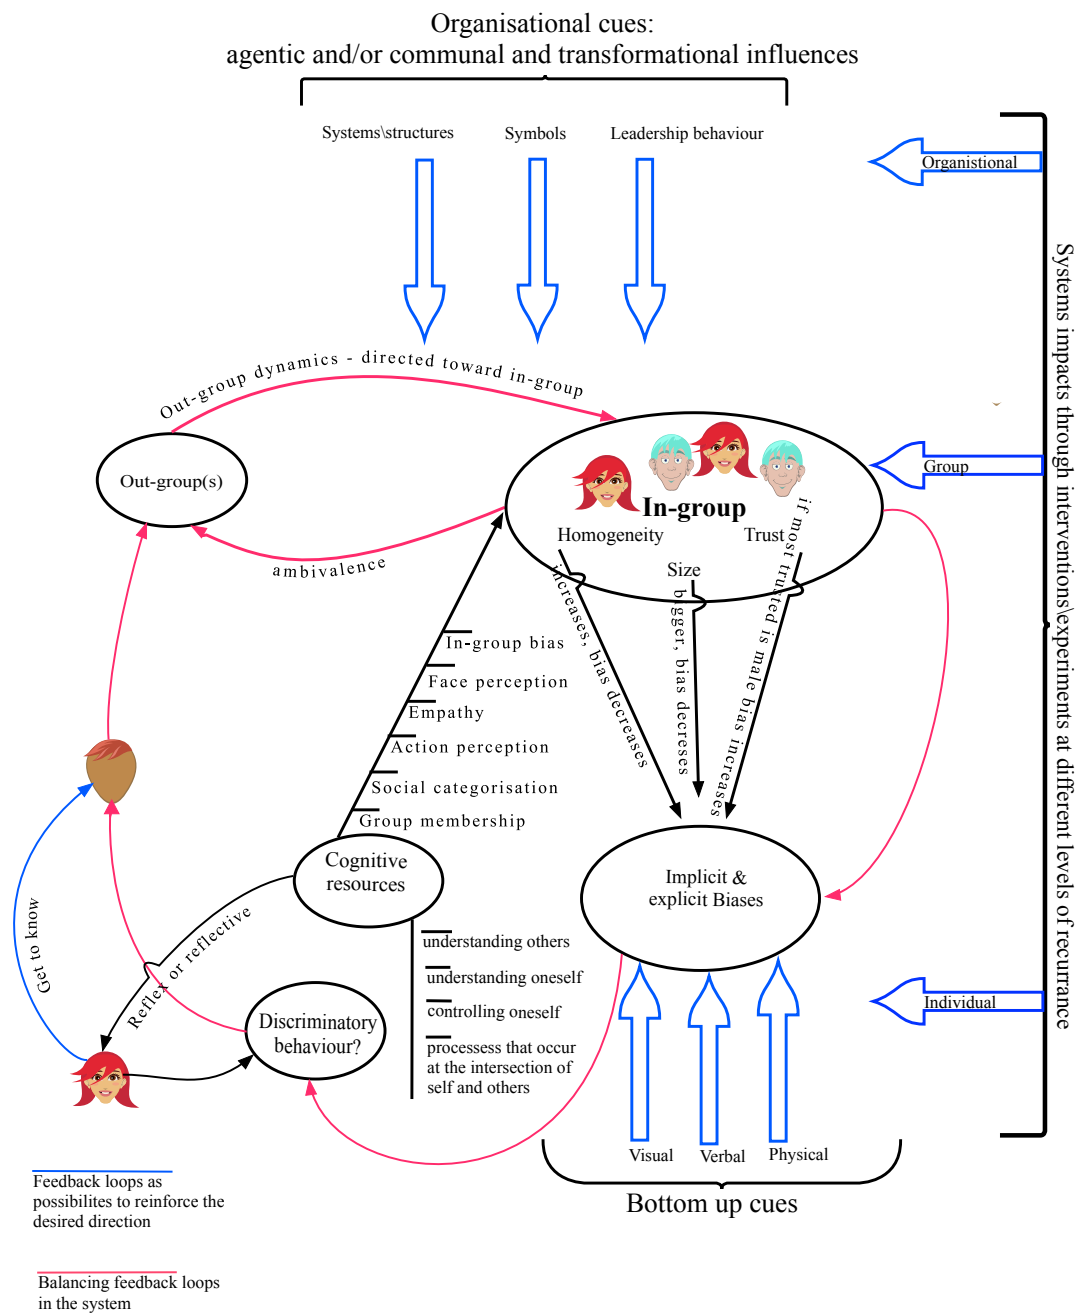 Organisational cues:
agentic and/or communal and transformational influences
Systems\structures
Symbols
Leadership behaviour
Organistional
Systems impacts through interventions\experiments at different levels of recurrance
Out-group dynamics - directed toward in-group
Out-group(s)
Group
In-group
Homogeneity
Trust
Size
ambivalence
increases, bias decreases
bigger, bias decreses
if most trusted is male bias increases
In-group bias
Face perception
Empathy
Action perception
Social categorisation
Group membership
Cognitive
resources
Implicit &
explicit Biases
Get to know
Reflex or reflective
understanding others
understanding oneself
controlling oneself
processess that occur
at the intersection of
self and others
Individual
Discriminatory
behaviour?
Visual
Verbal
Physical
Bottom up cues
Feedback loops as
possibilites to reinforce the
desired direction
Balancing feedback loops
in the system